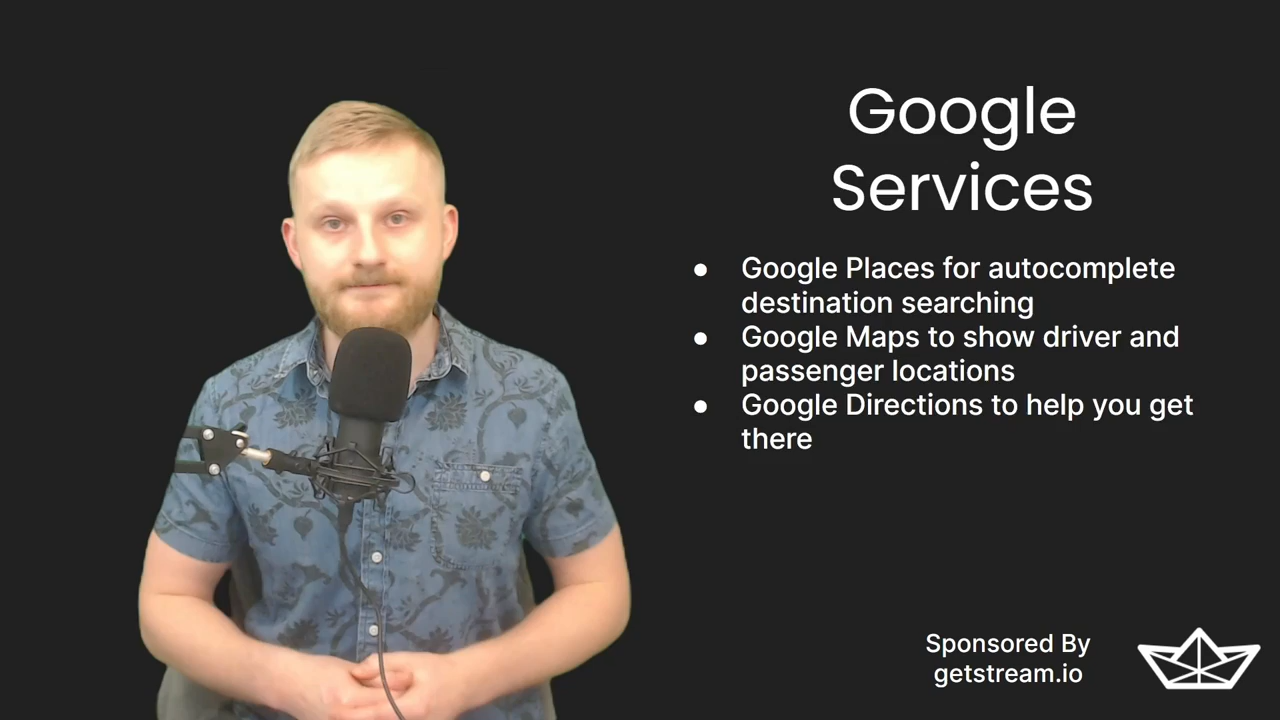 Google
Services
● Google Places for autocomplete
destination searching
● Google Maps to show driver and
passenger locations
● Google Directions to help you get
there
Sponsored By
getstream.io